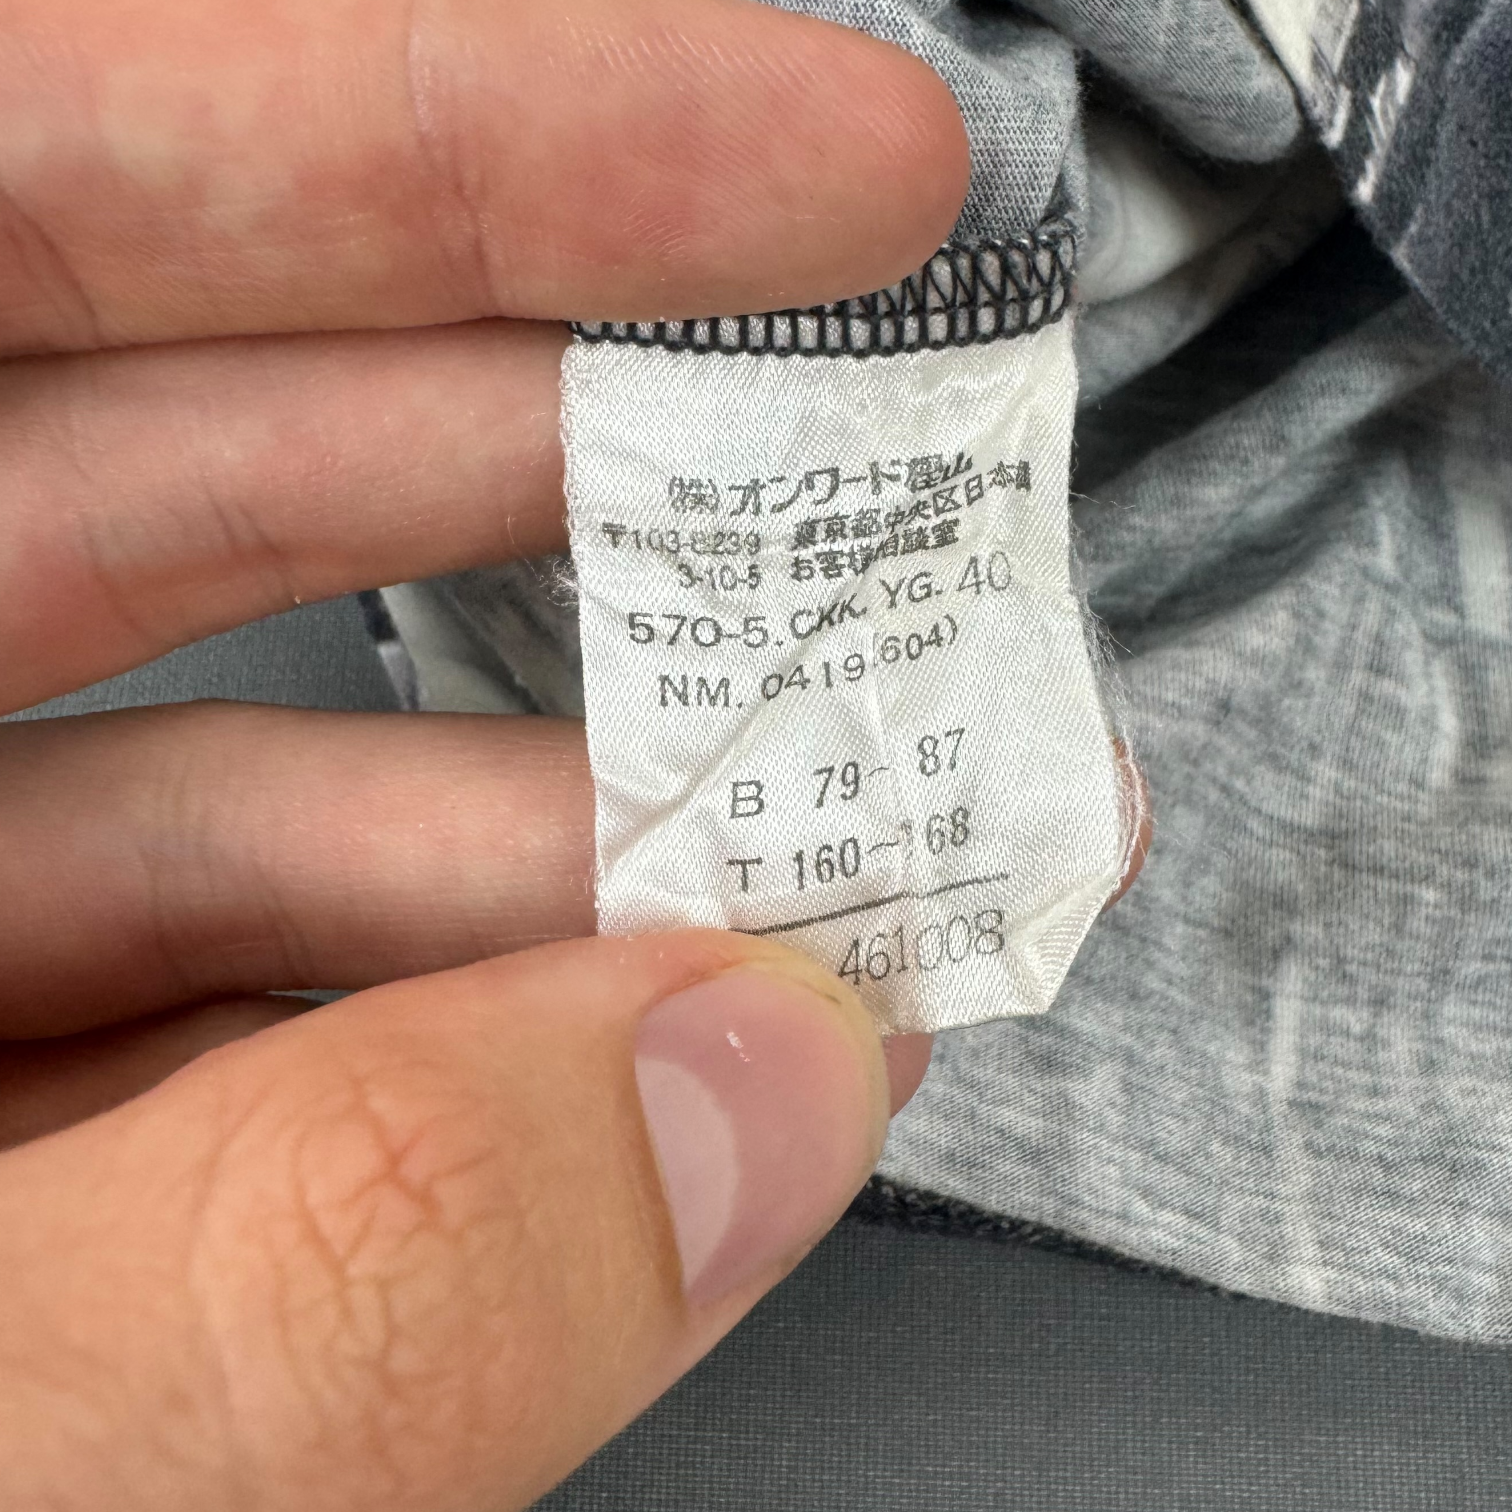 (株)オンワード樫山
〒103-8239 東京都中央区日本橋
3-10-5 お客様相談室
570-5. CKK. YG. 40
NM. 0419(604)
B 79~87
T 160~168
461008